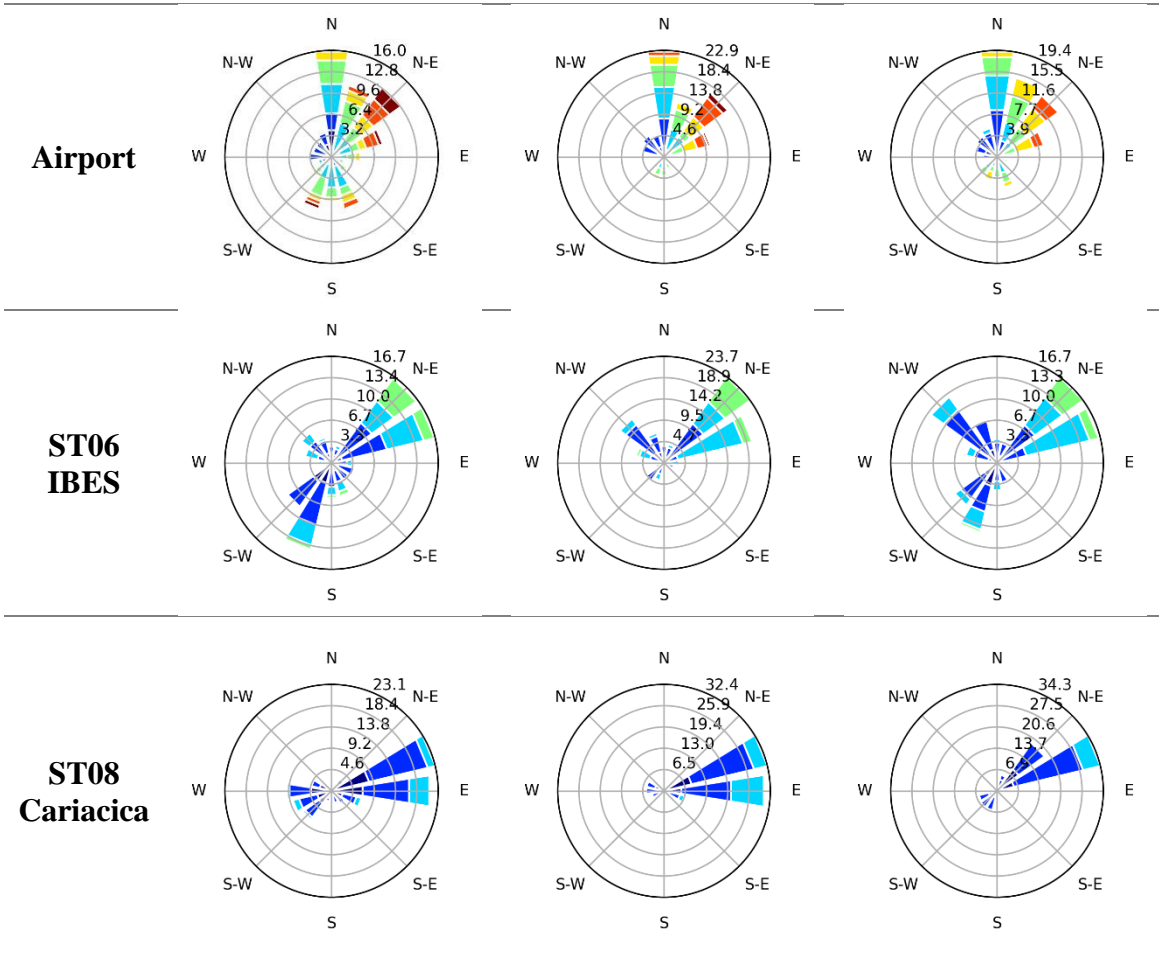 N
N-W
N-E
16.0
12.8
9.6
6.4
3.2
W
E
S-W
S-E
S
N
N-W
N-E
22.9
18.4
13.8
9.2
4.6
W
E
S-W
S-E
S
N
N-W
N-E
19.4
15.5
11.6
7.7
3.9
W
E
S-W
S-E
S
Airport
N
N-W
N-E
16.7
13.4
10.0
6.7
W
E
S-W
S-E
S
N
N-W
N-E
23.7
18.9
14.2
9.5
W
E
S-W
S-E
S
N
N-W
N-E
16.7
13.3
10.0
6.7
W
E
S-W
S-E
S
ST06
IBES
N
N-W
N-E
23.1
18.4
13.8
9.2
4.6
W
E
S-W
S-E
S
N
N-W
N-E
32.4
25.9
19.4
13.0
6.5
W
E
S-W
S-E
S
N
N-W
N-E
34.3
27.5
20.6
13.7
W
E
S-W
S-E
S
ST08
Cariacica